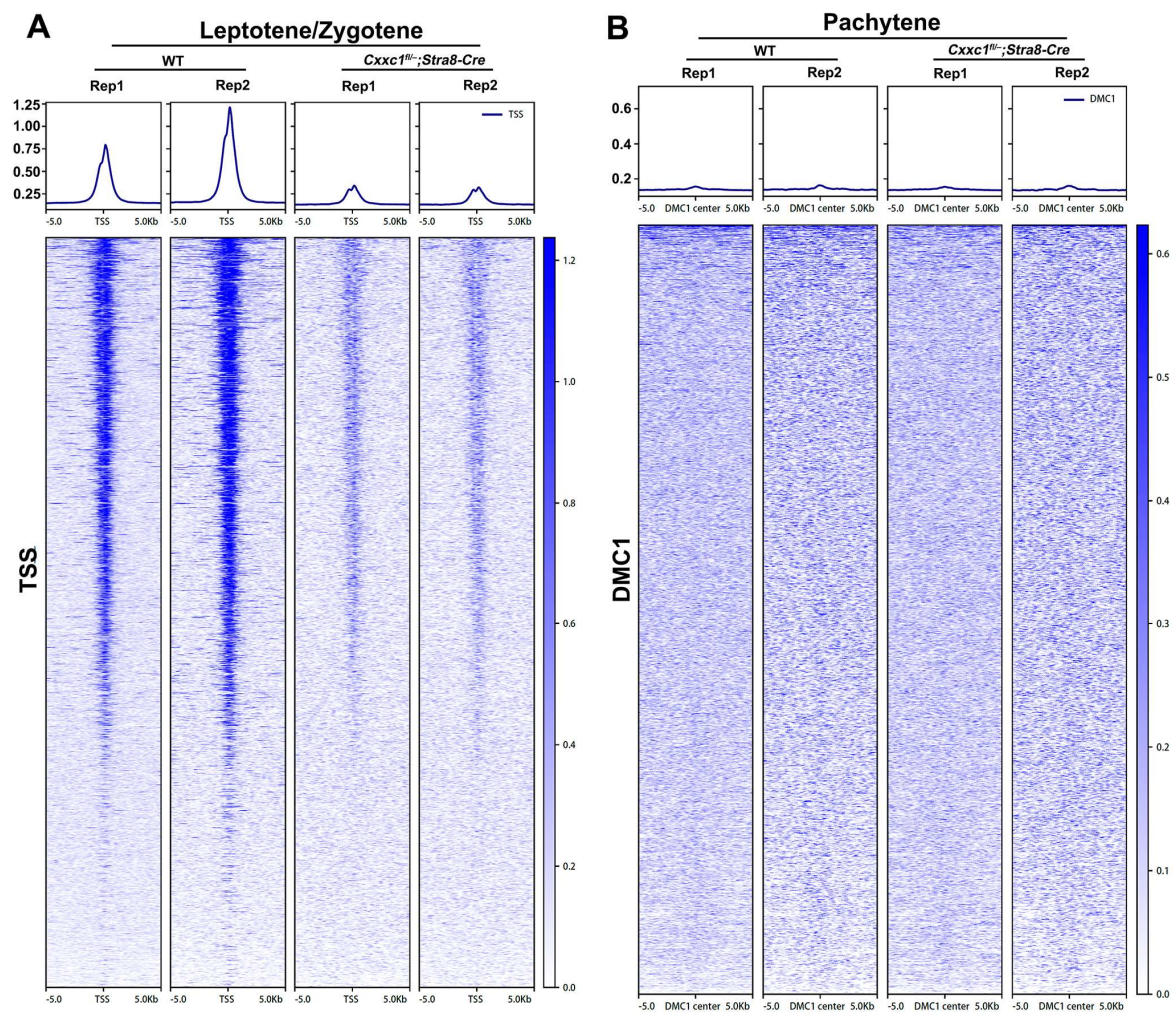 A
Leptotene/Zygotene
WT
Cxxc1fl/–;Stra8-Cre
Rep1
Rep2
Rep1
Rep2
1.25
1.00
0.75
0.50
0.25
TSS
-5.0 TSS 5.0Kb
-5.0 TSS 5.0Kb
-5.0 TSS 5.0Kb
-5.0 TSS 5.0Kb
TSS
1.2
1.0
0.8
0.6
0.4
0.2
0.0
-5.0 TSS 5.0Kb
-5.0 TSS 5.0Kb
-5.0 TSS 5.0Kb
-5.0 TSS 5.0Kb
B
Pachytene
WT
Cxxc1fl/–;Stra8-Cre
Rep1
Rep2
Rep1
Rep2
0.6
0.4
0.2
DMC1
-5.0 DMC1 center 5.0Kb
-5.0 DMC1 center 5.0Kb
-5.0 DMC1 center 5.0Kb
-5.0 DMC1 center 5.0Kb
DMC1
0.6
0.5
0.4
0.3
0.2
0.1
0.0
-5.0 DMC1 center 5.0Kb
-5.0 DMC1 center 5.0Kb
-5.0 DMC1 center 5.0Kb
-5.0 DMC1 center 5.0Kb